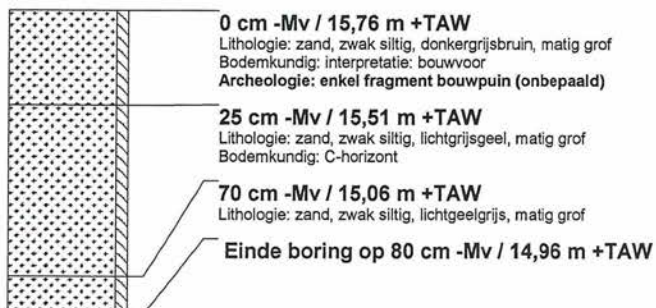 0 cm -Mv / 15,76 m +TAW
Lithologie: zand, zwak siltig, donkergrijsbruin, matig grof
Bodemkundig: interpretatie: bouwvoor
Archeologie: enkel fragment bouwpuin (onbepaald)
25 cm -Mv / 15,51 m +TAW
Lithologie: zand, zwak siltig, lichtgrijsgeel, matig grof
Bodemkundig: C-horizont
70 cm -Mv / 15,06 m +TAW
Lithologie: zand, zwak siltig, lichtgeelgrijs, matig grof
Einde boring op 80 cm -Mv / 14,96 m +TAW